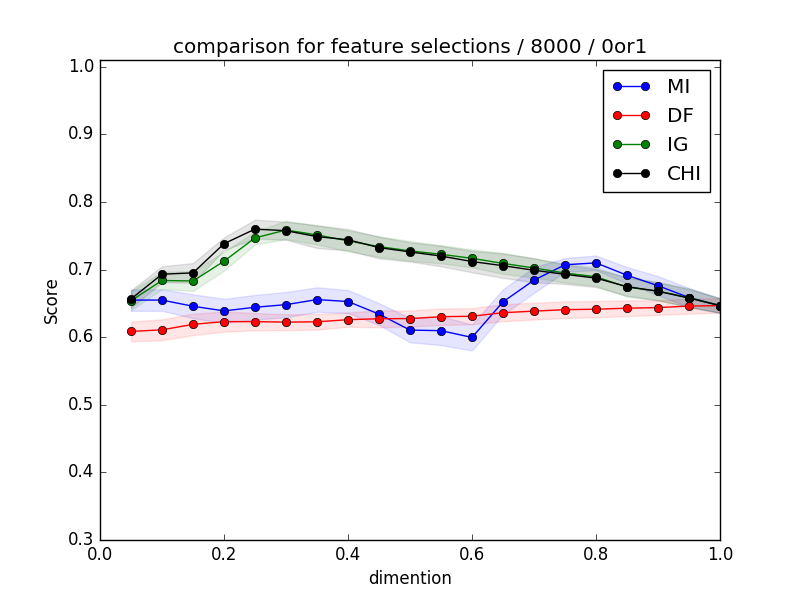 comparison for feature selections / 8000 / 0or1
1.0
0.9
0.8
0.7
0.6
0.5
0.4
0.3
Score
MI
DF
IG
CHI
0.0 0.2 0.4 0.6 0.8 1.0
dimention